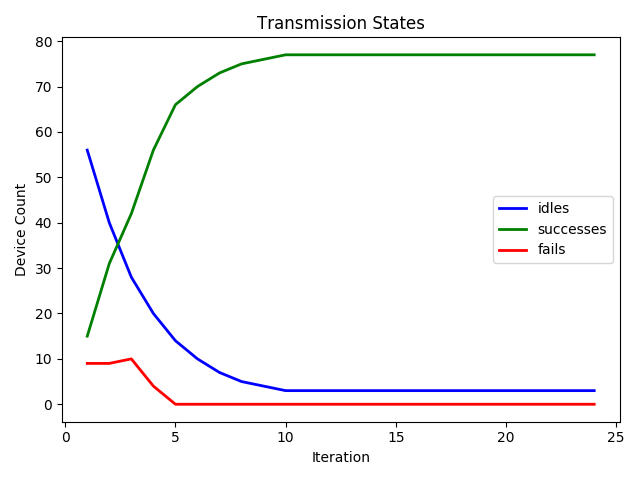 Transmission States
80
70
60
50
40
30
20
10
0
Device Count
idles
successes
fails
0 5 10 15 20 25
Iteration